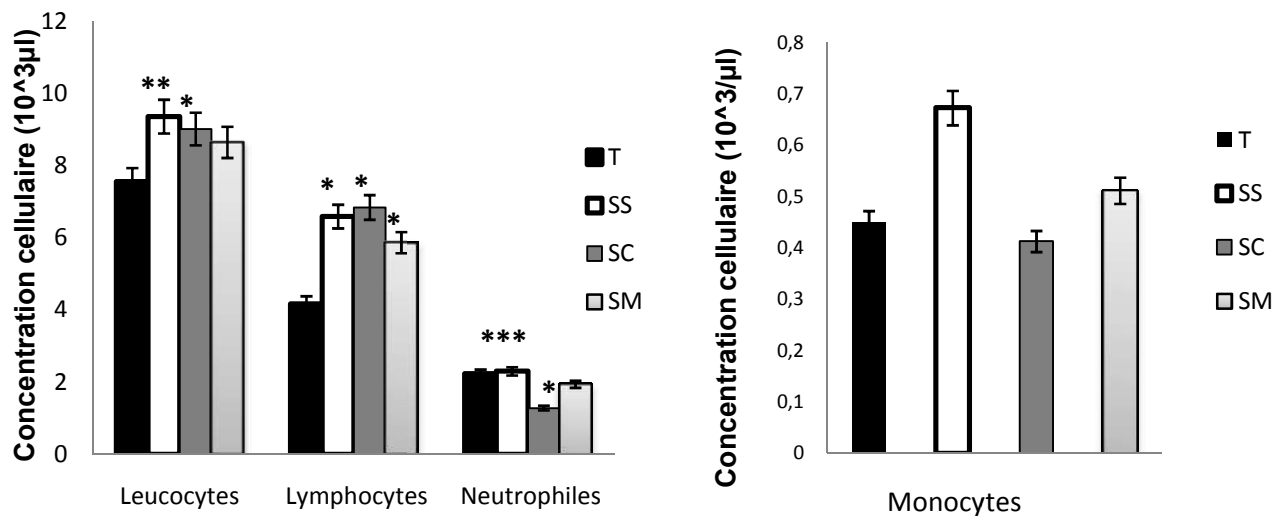 Concentration cellulaire (10^3µl)
12
10
8
6
4
2
0
**
*
*
*
*
***
*
Leucocytes Lymphocytes Neutrophiles
T
SS
SC
SM
Concentration cellulaire (10^3/µl)
0,8
0,7
0,6
0,5
0,4
0,3
0,2
0,1
0
Monocytes
T
SS
SC
SM